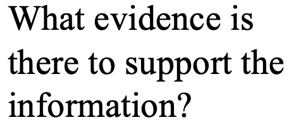 What evidence is
there to support the
information?